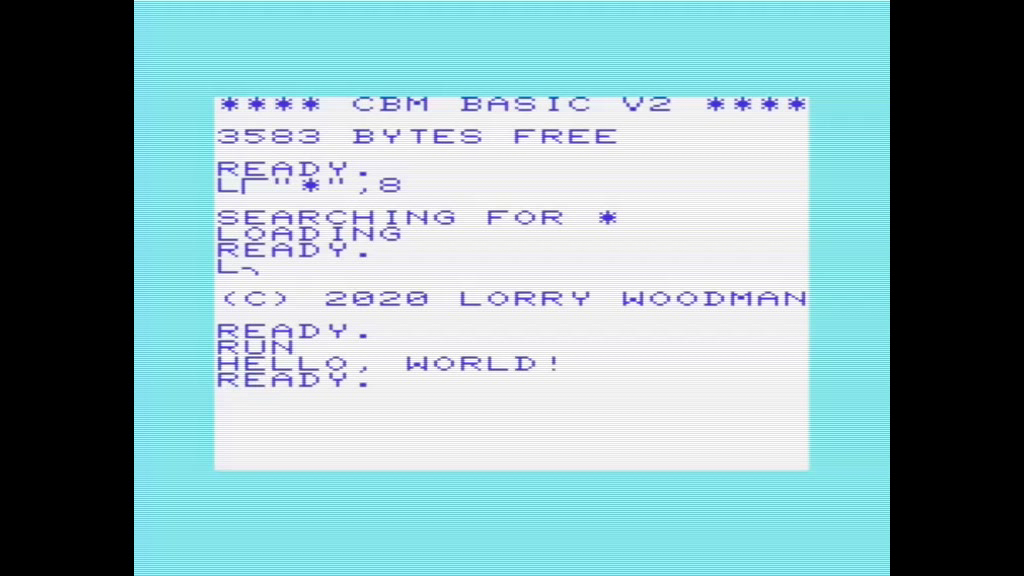 **** CBM BASIC V2 ****
3583 BYTES FREE
READY.
L┌"*",8
SEARCHING FOR *
LOADING
READY.
L╮
(C) 2020 LORRY WOODMAN
READY.
RUN
HELLO, WORLD!
READY.